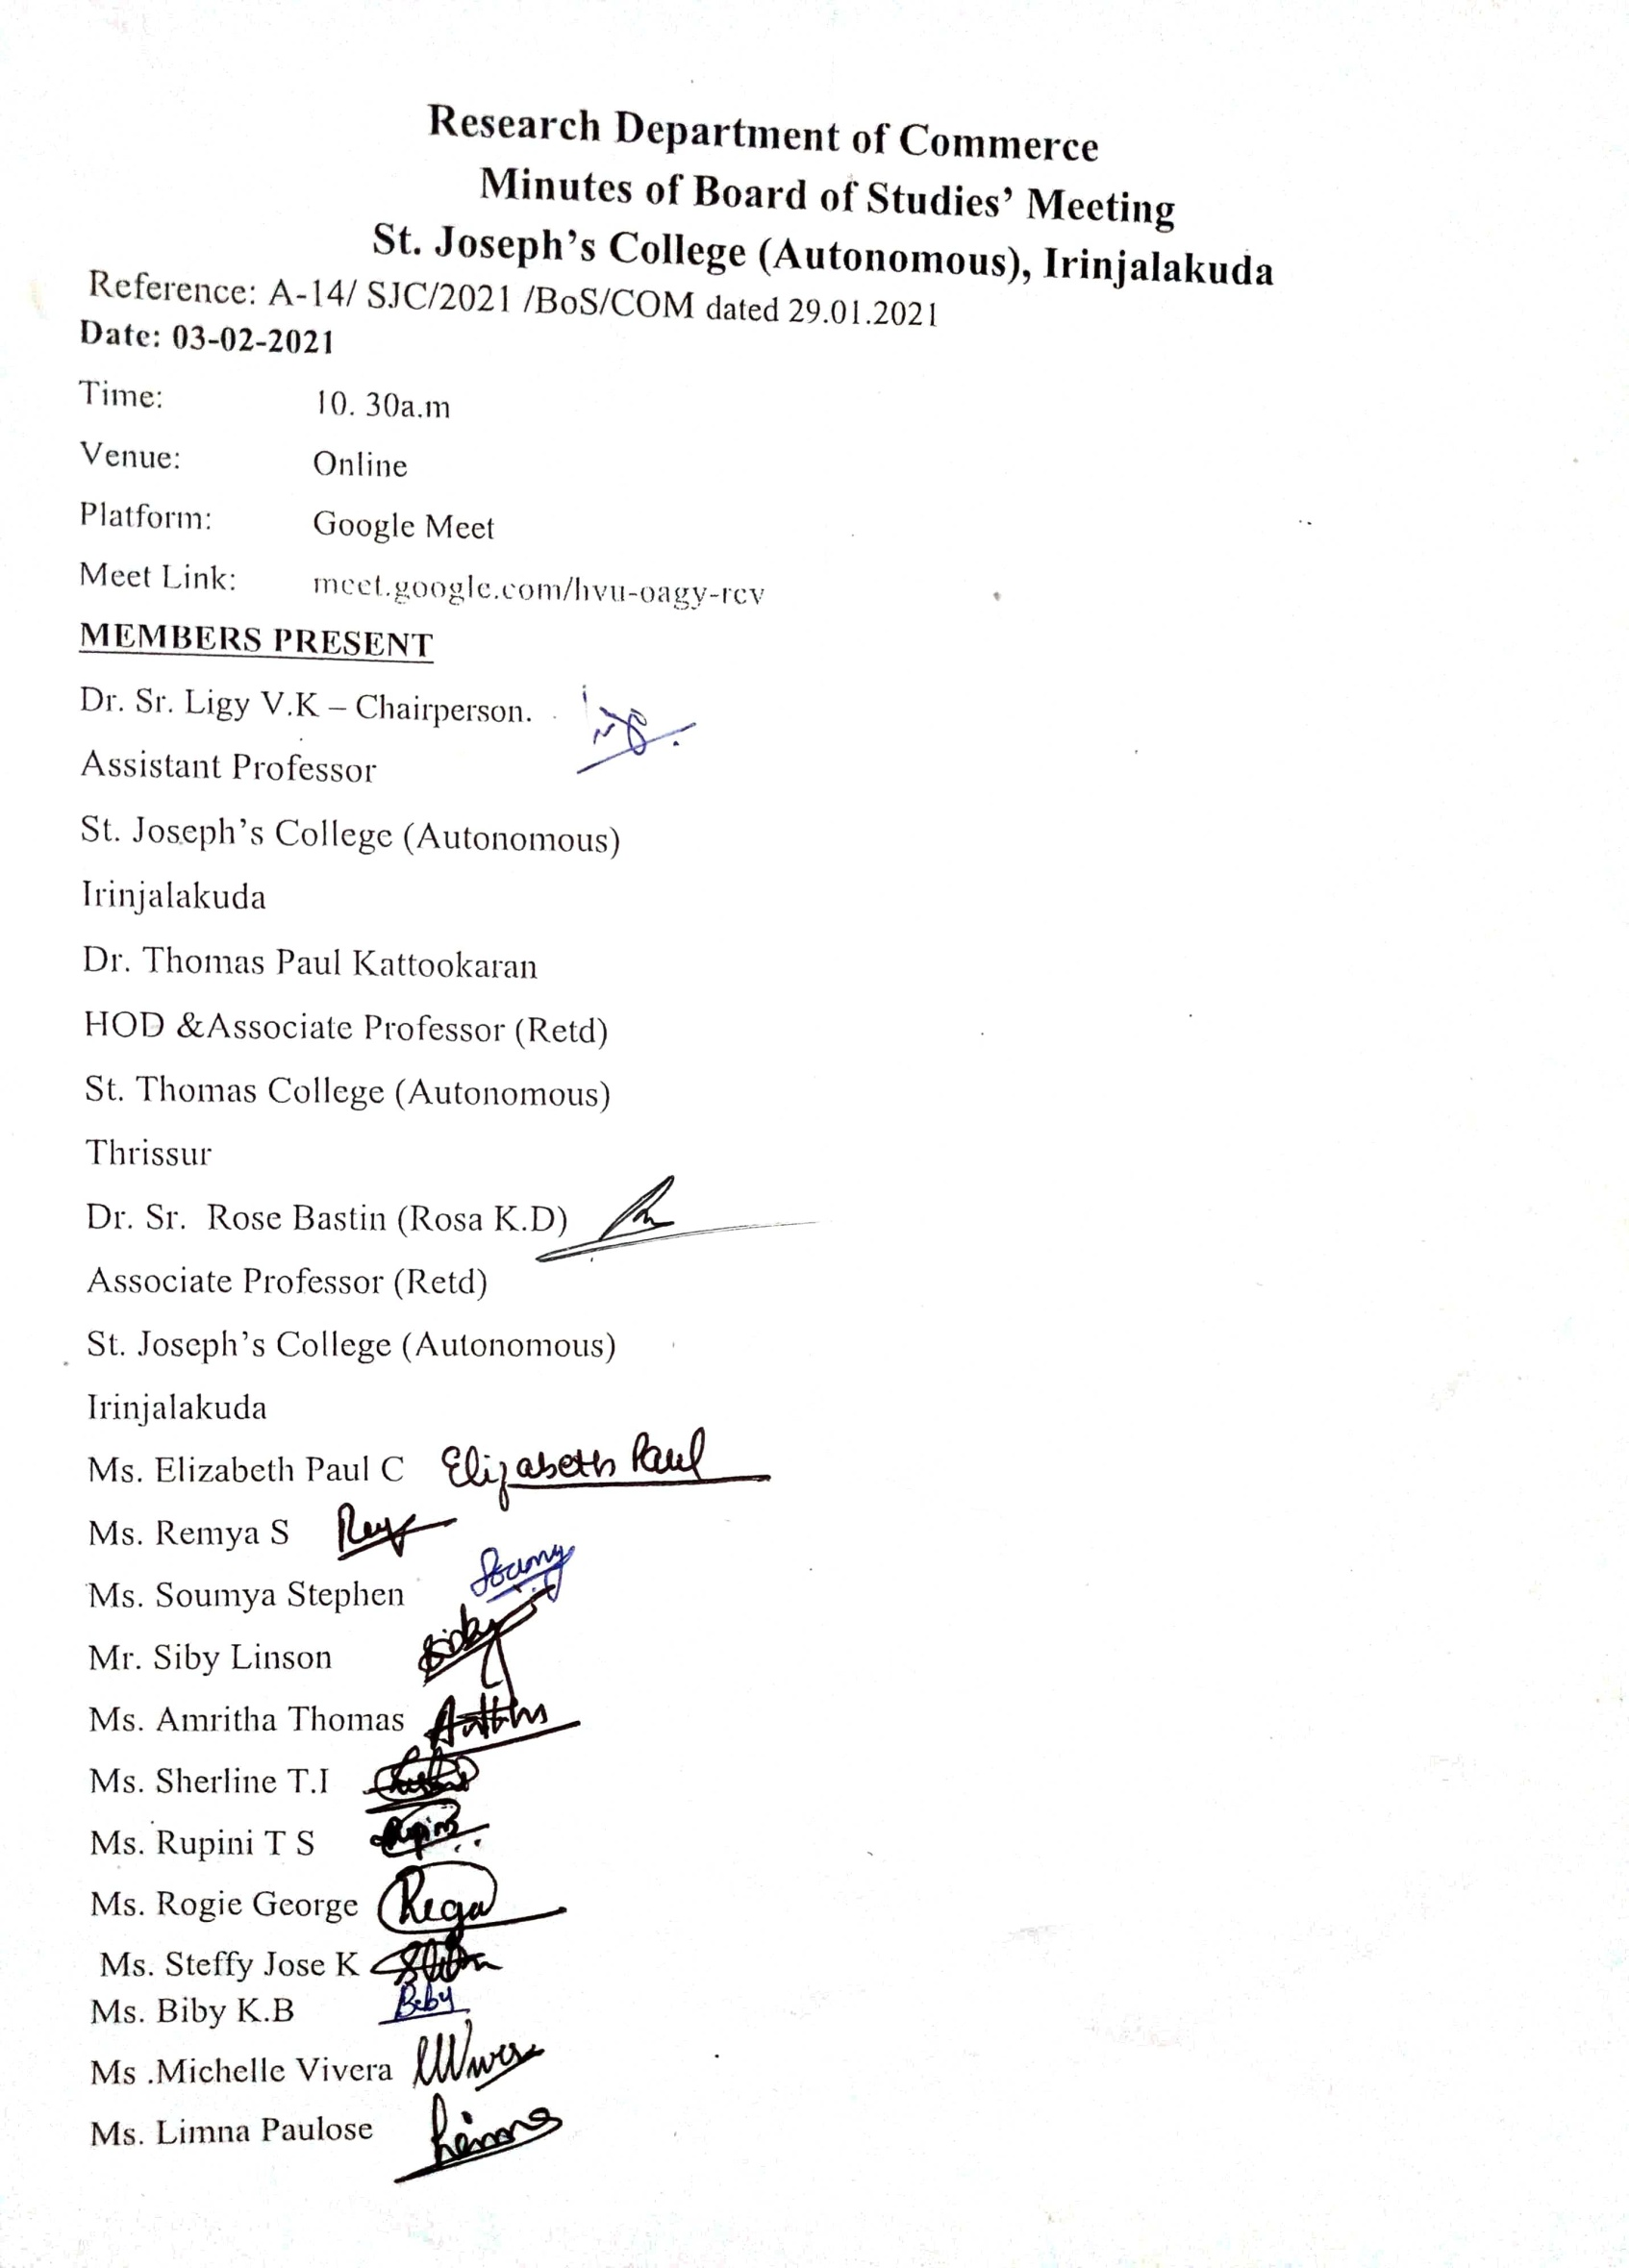 Research Department of Commerce
Minutes of Board of Studies’ Meeting
St. Joseph’s College (Autonomous), Irinjalakuda
Reference: A-14/ SJC/2021 /BoS/COM dated 29.01.2021
Date: 03-02-2021
Time: 10. 30a.m
Venue: Online
Platform: Google Meet
Meet Link: meet.google.com/hvu-oagy-rcv
MEMBERS PRESENT
Dr. Sr. Ligy V.K – Chairperson.
Assistant Professor
St. Joseph’s College (Autonomous)
Irinjalakuda
Dr. Thomas Paul Kattookaran
HOD &Associate Professor (Retd)
St. Thomas College (Autonomous)
Thrissur
Dr. Sr. Rose Bastin (Rosa K.D)
Associate Professor (Retd)
St. Joseph’s College (Autonomous)
Irinjalakuda
Ms. Elizabeth Paul C Elizabeth Paul
Ms. Remya S
Ms. Soumya Stephen
Mr. Siby Linson
Ms. Amritha Thomas
Ms. Sherline T.I
Ms. Rupini T S Rupini
Ms. Rogie George
Ms. Steffy Jose K
Ms. Biby K.B Biby
Ms .Michelle Vivera
Ms. Limna Paulose Limna